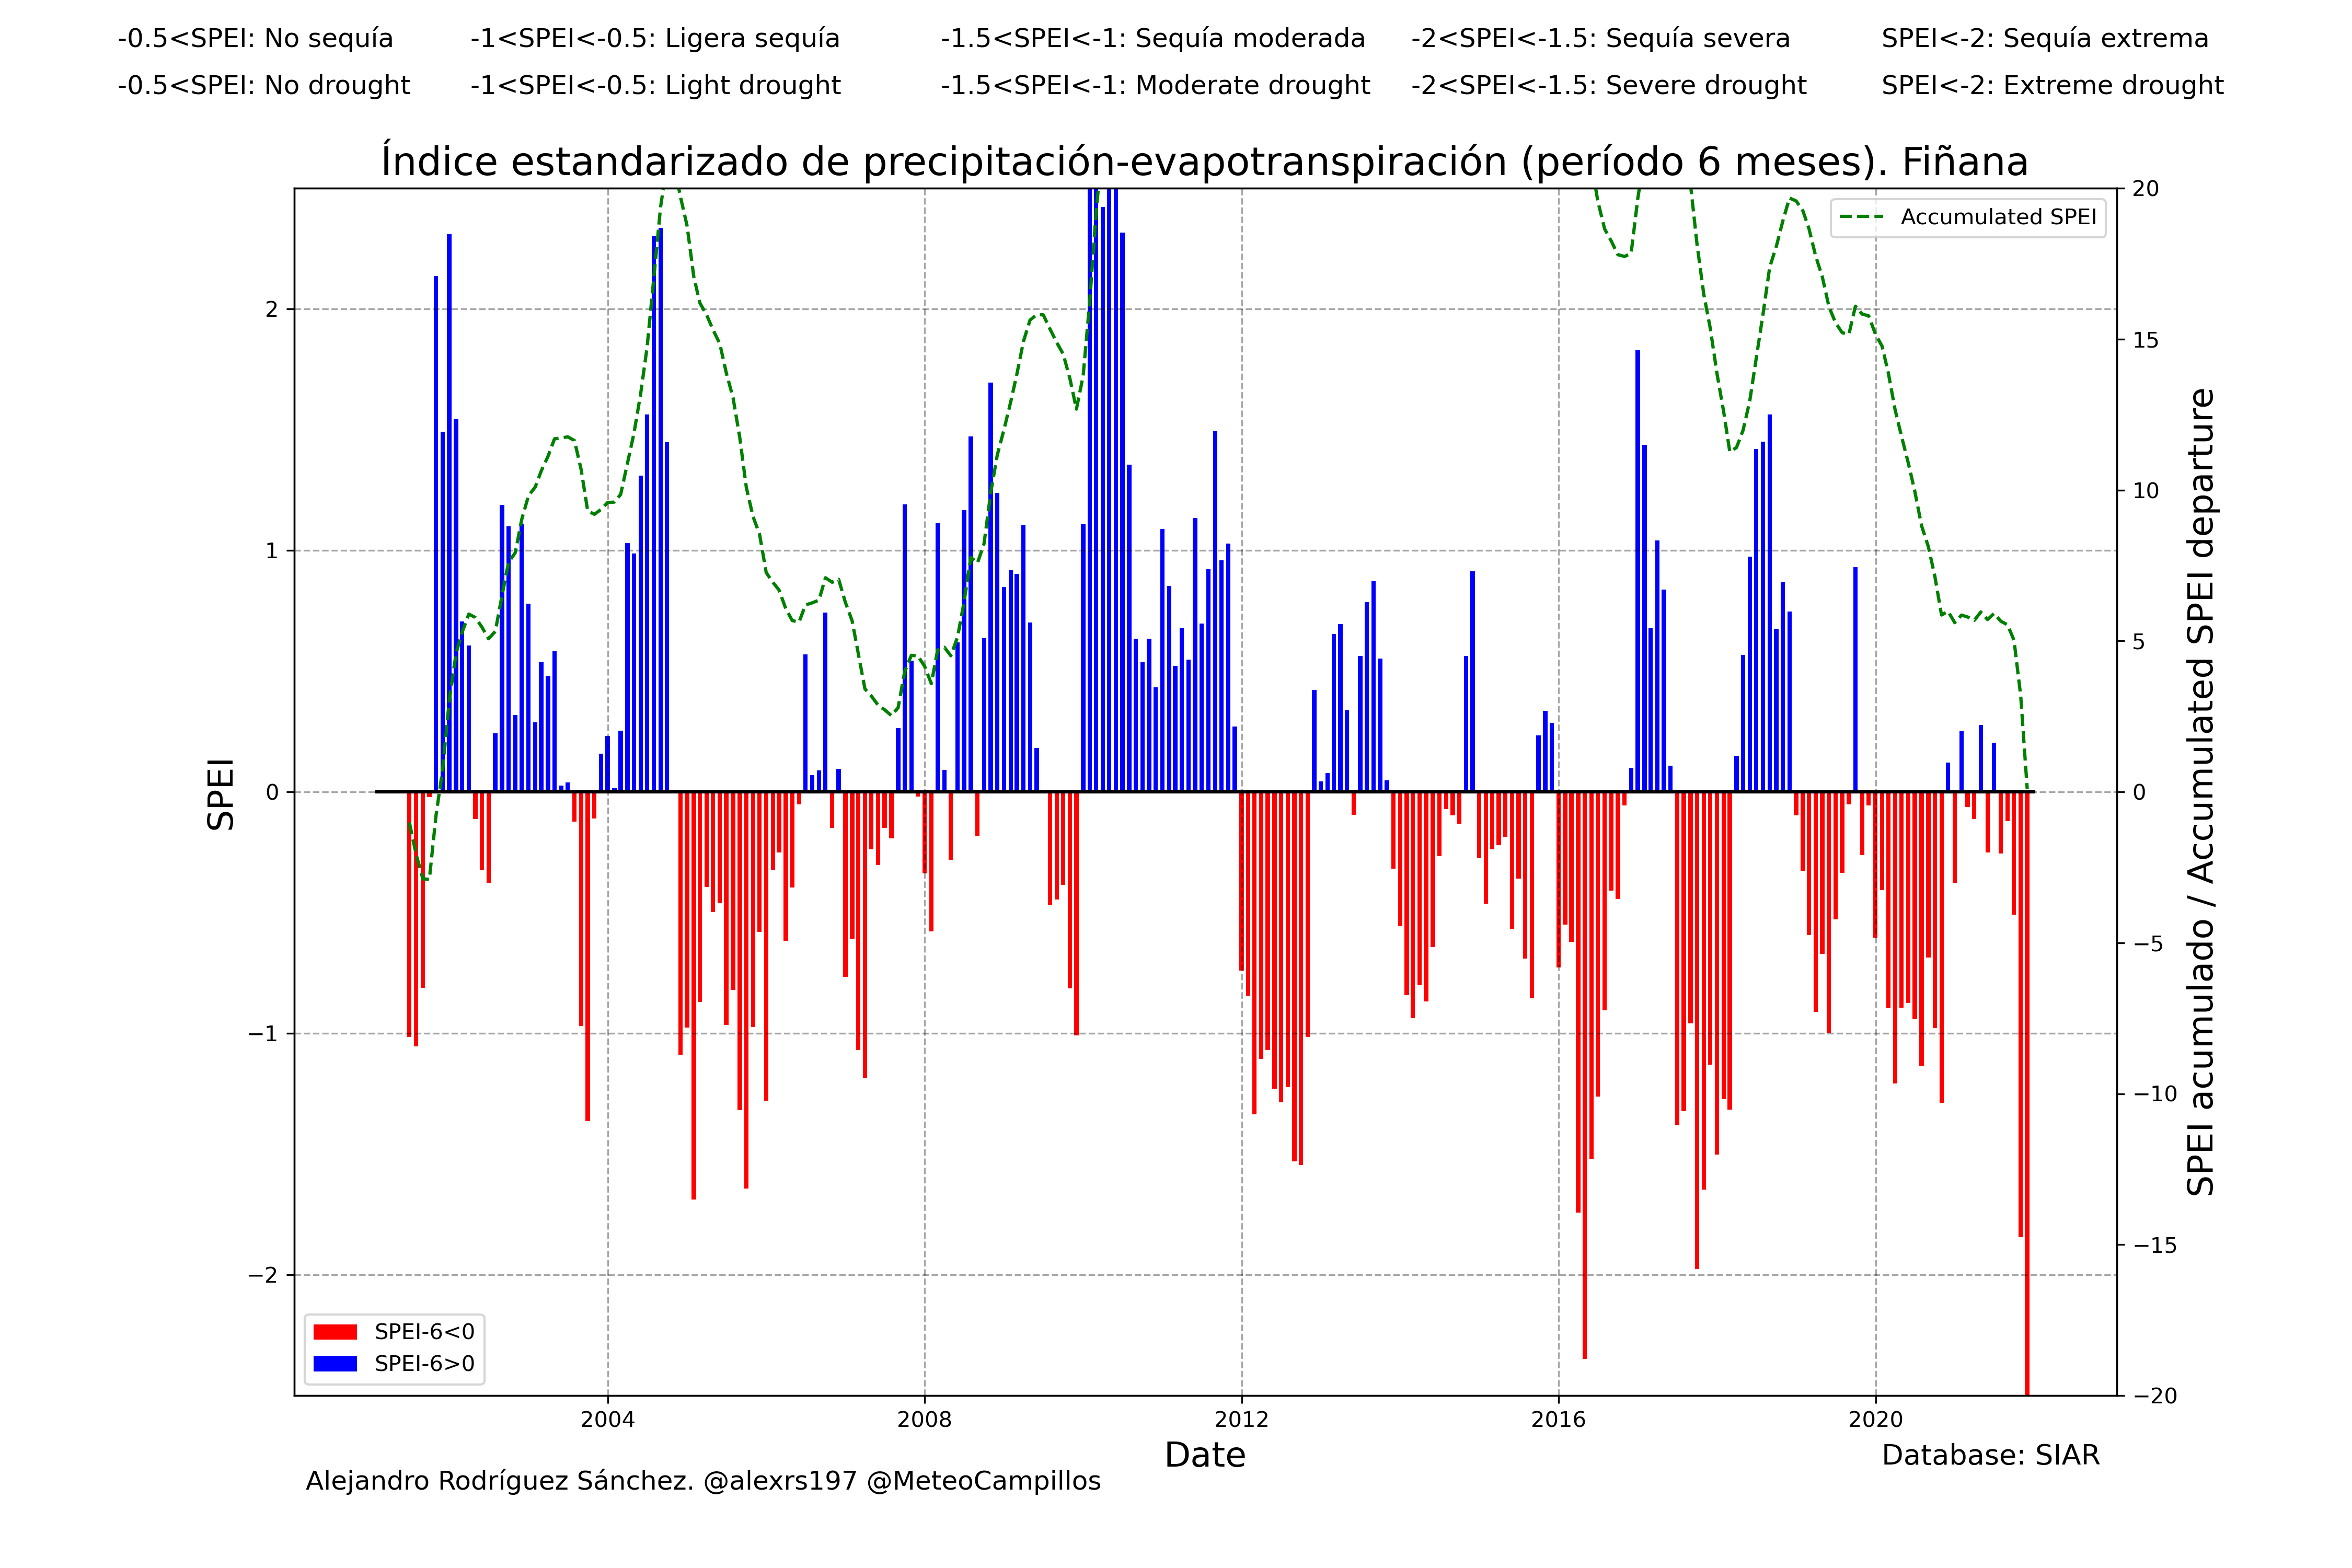 -0.5<SPEI: No sequía -1<SPEI<-0.5: Ligera sequía -1.5<SPEI<-1: Sequía moderada -2<SPEI<-1.5: Sequía severa SPEI<-2: Sequía extrema
-0.5<SPEI: No drought -1<SPEI<-0.5: Light drought -1.5<SPEI<-1: Moderate drought -2<SPEI<-1.5: Severe drought SPEI<-2: Extreme drought
Índice estandarizado de precipitación-evapotranspiración (período 6 meses). Fiñana
Accumulated SPEI
SPEI
2
1
0
−1
−2
20
15
10
5
0
−5
−10
−15
−20
SPEI acumulado / Accumulated SPEI departure
SPEI-6<0
SPEI-6>0
2004 2008 2012 2016 2020
Date
Database: SIAR
Alejandro Rodríguez Sánchez. @alexrs197 @MeteoCampillos